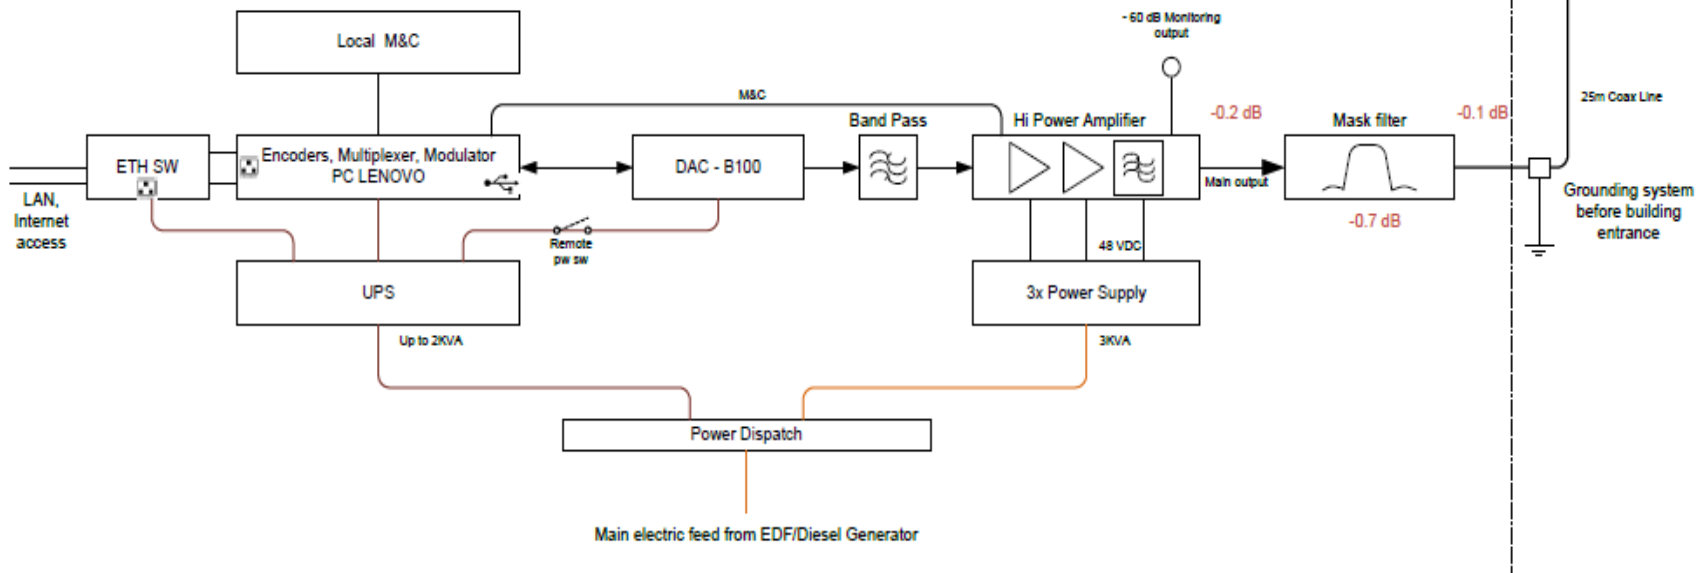 Local M&C
- 60 dB Monitoring
output
M&C
-0.2 dB
-0.1 dB
25m Coax Line
Band Pass
Hi Power Amplifier
Mask filter
ETH SW
Encoders, Multiplexer, Modulator
PC LENOVO
DAC - B100
Main output
LAN,
Internet
access
Grounding system
before building
entrance
-0.7 dB
Remote
pw sw
48 VDC
UPS
3x Power Supply
Up to 2KVA
3KVA
Power Dispatch
Main electric feed from EDF/Diesel Generator